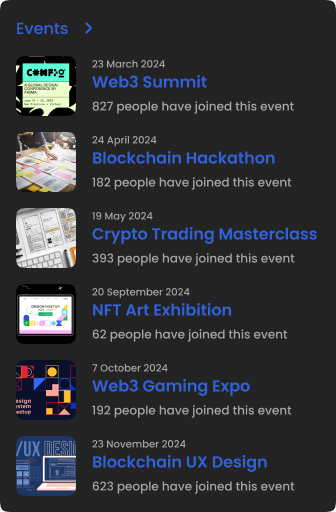 Events
CONFIG
A GLOBAL DESIGN
CONFERENCE BY
FIGMA
23 March 2024
Web3 Summit
827 people have joined this event
24 April 2024
Blockchain Hackathon
182 people have joined this event
19 May 2024
Crypto Trading Masterclass
393 people have joined this event
DESIGN MEETUP
20 September 2024
NFT Art Exhibition
62 people have joined this event
7 October 2024
Web3 Gaming Expo
192 people have joined this event
esign
stem
eetup
23 November 2024
Blockchain UX Design
623 people have joined this event
/UX DESIG